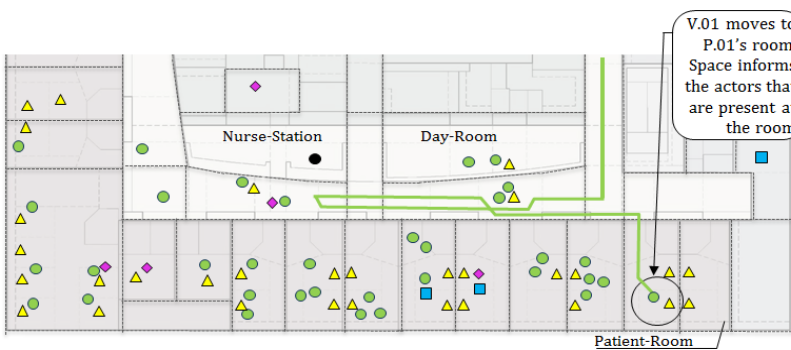 V.01 moves to
P.01's room
Space informs
the actors that
are present at
the room
Nurse-Station
Day-Room
Patient-Room